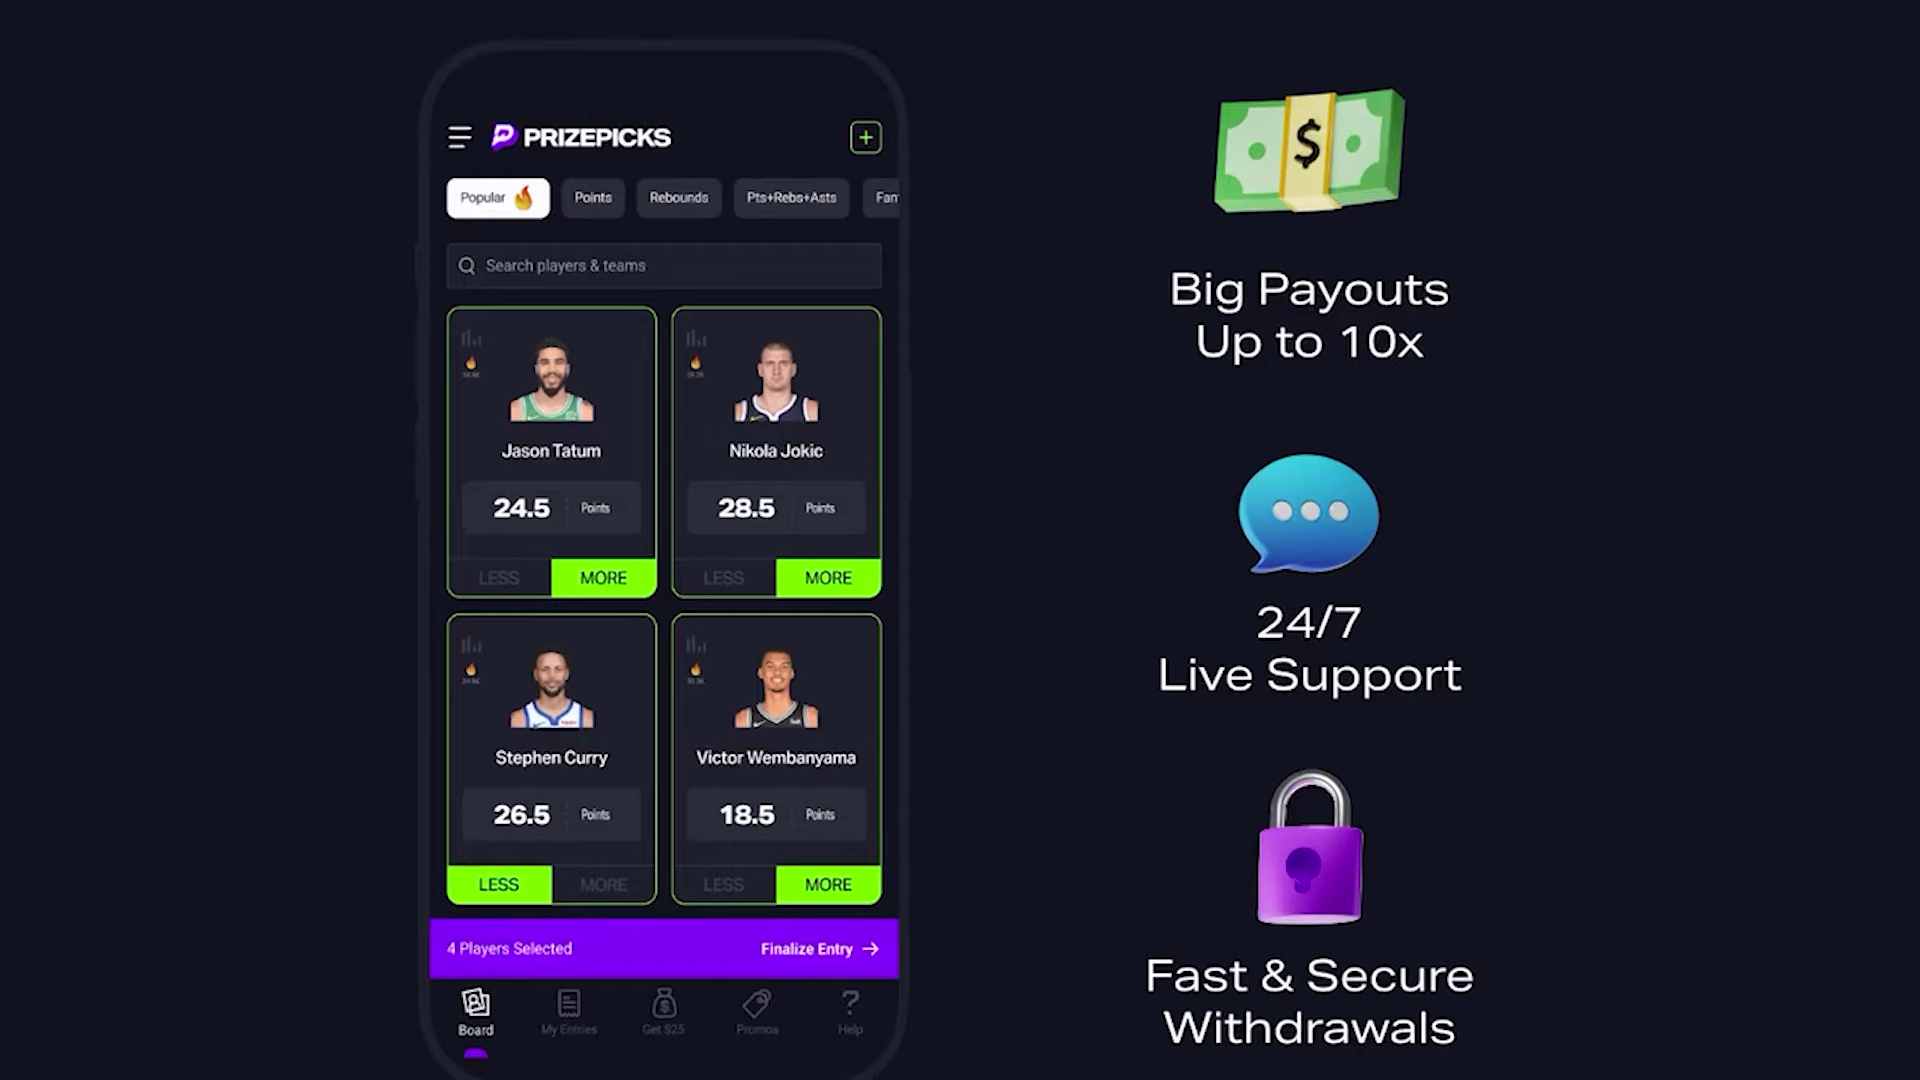 PRIZEPICKS
Popular
Points
Rebounds
Pts+Rebs+Asts
Fan
Search players & teams
Jason Tatum
24.5 Points
LESS MORE
Nikola Jokic
28.5 Points
LESS MORE
Stephen Curry
26.5 Points
LESS MORE
Victor Wembanyama
18.5 Points
LESS MORE
4 Players Selected
Finalize Entry
Board
My Entries
Get $25
Promos
Help
$
Big Payouts
Up to 10x
24/7
Live Support
Fast & Secure
Withdrawals